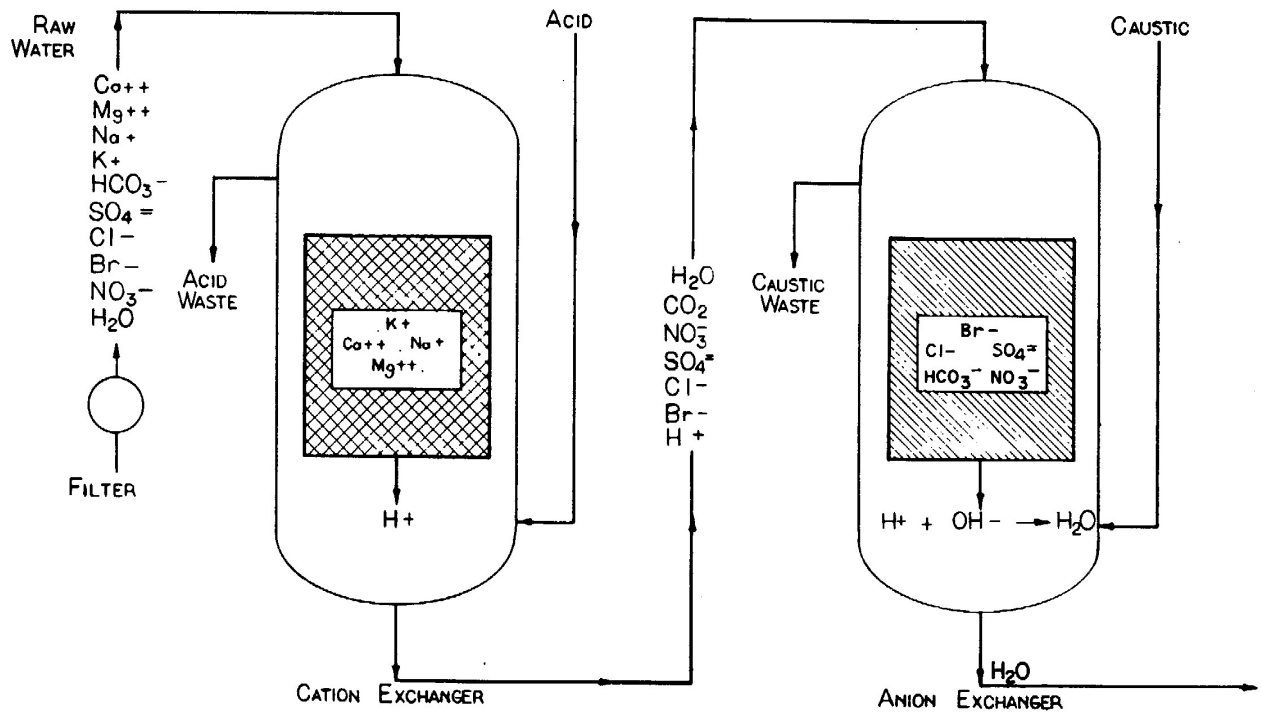 RAW
WATER
Ca++
Mg++
Na+
K+
HCO₃⁻
SO₄=
Cl-
Br-
NO₃⁻
H₂O
FILTER
ACID
WASTE
ACID
K+
Ca++ Na+
Mg++
H+
CATION EXCHANGER
H₂O
CO₂
NO₃⁻
SO₄=
Cl-
Br-
H+
CAUSTIC
WASTE
CAUSTIC
Br-
Cl- SO₄=
HCO₃⁻ NO₃⁻
H+ + OH- → H₂O
H₂O
ANION EXCHANGER